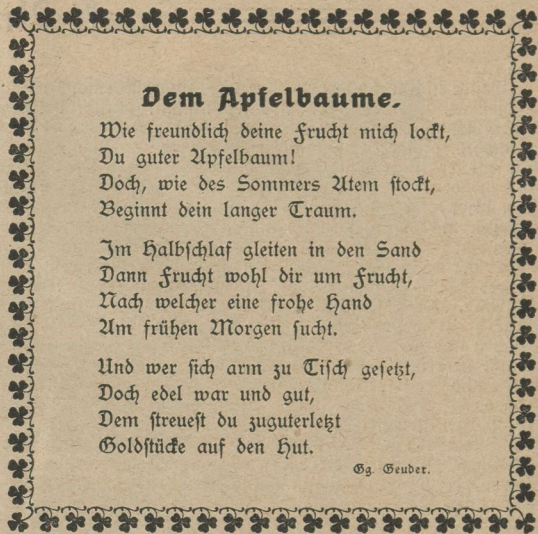 Dem Apfelbaume.
Wie freundlich deine Frucht mich lockt,
Du guter Apfelbaum!
Doch, wie des Sommers Atem stockt,
Beginnt dein langer Traum.
Im Halbschlaf gleiten in den Sand
Dann Frucht wohl dir um Frucht,
Nach welcher eine frohe Hand
Am frühen Morgen sucht.
Und wer sich arm zu Tisch gesetzt,
Doch edel war und gut,
Dem streuest du zuguterletzt
Goldstücke auf den Hut.
Gg. Geuder.